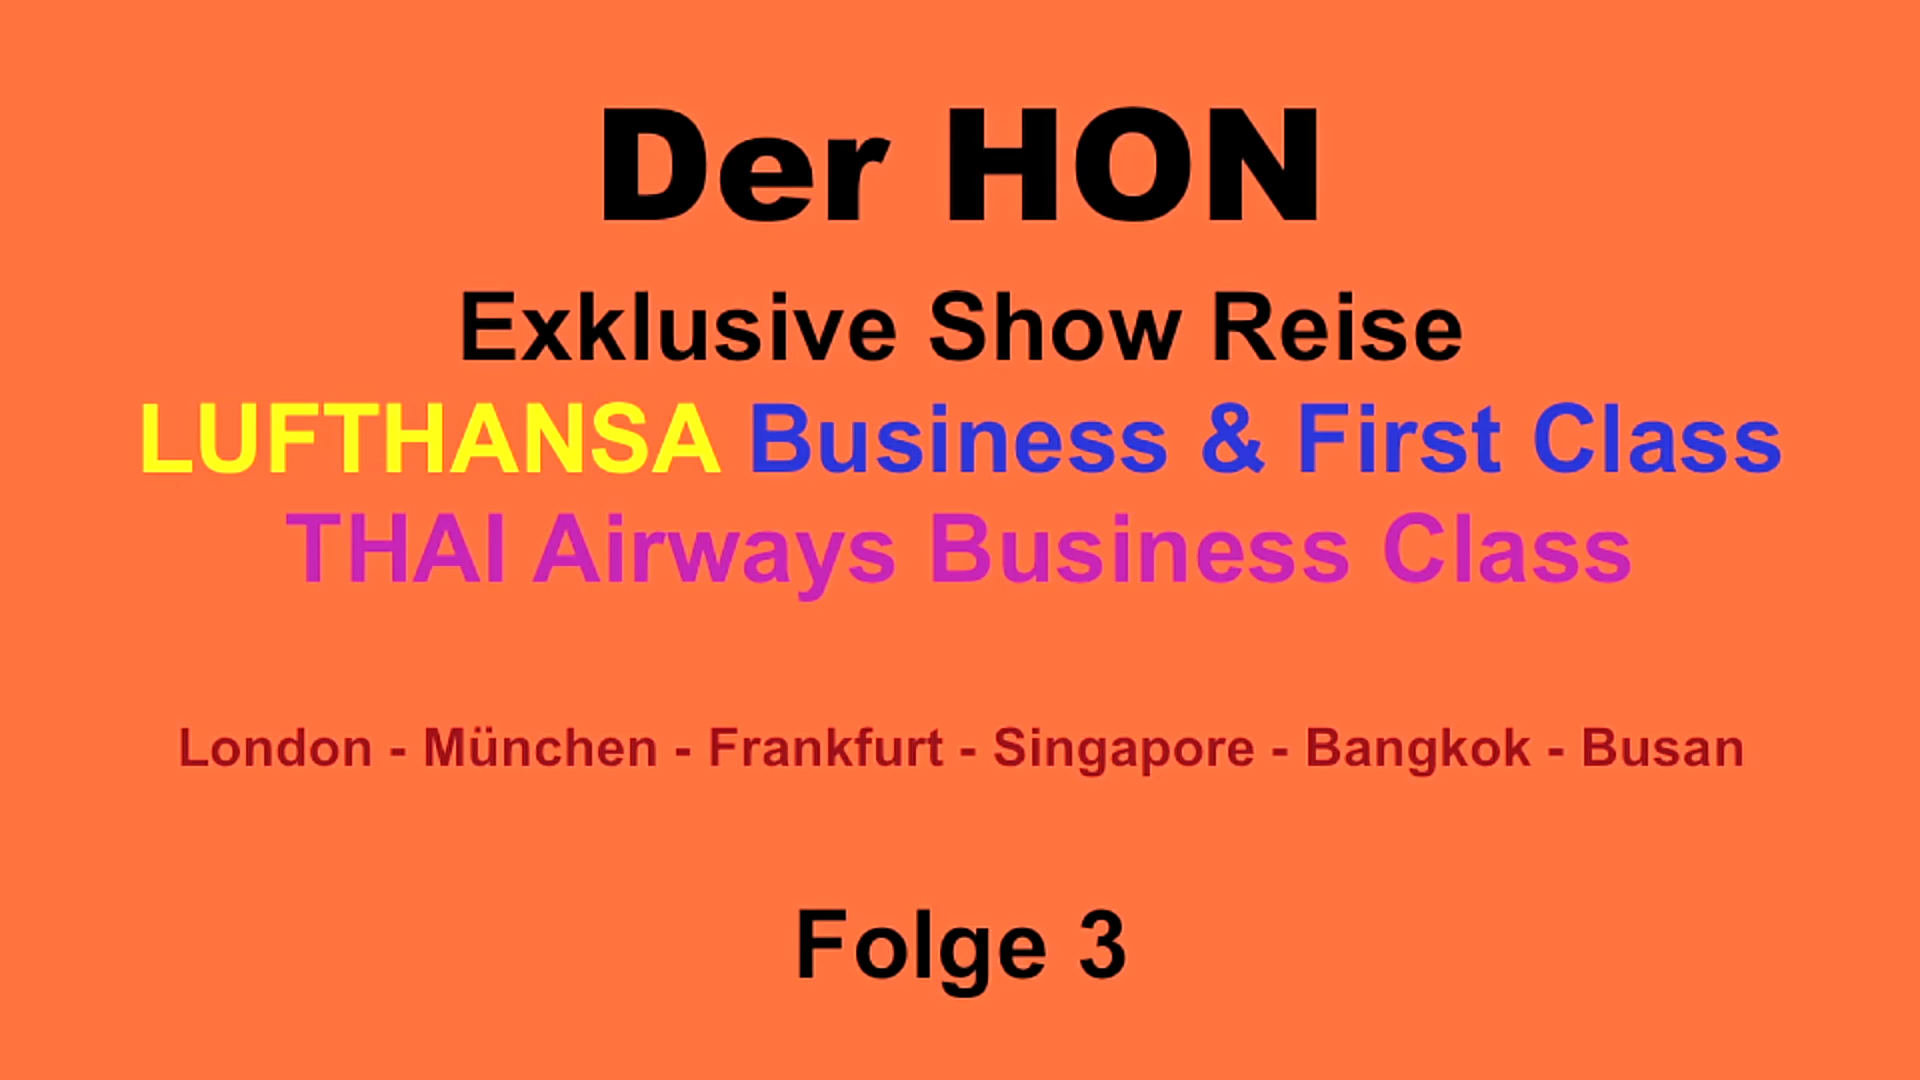 Der HON
Exklusive Show Reise
LUFTHANSA Business & First Class
THAI Airways Business Class
London - München - Frankfurt - Singapore - Bangkok - Busan
Folge 3